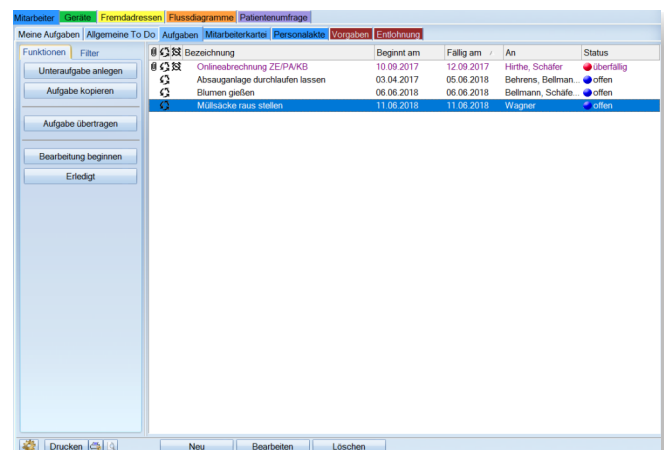 Mitarbeiter Geräte Fremdadressen Flussdiagramme Patientenumfrage
Meine Aufgaben Allgemeine To Do Aufgaben Mitarbeiterkartei Personalakte Vorgaben Entlohnung
Funktionen Filter
Unteraufgabe anlegen
Aufgabe kopieren
Aufgabe übertragen
Bearbeitung beginnen
Erledigt
Bezeichnung Beginnt am Fällig am An Status
Onlineabrechnung ZE/PA/KB 10.09.2017 12.09.2017 Hirthe, Schäfer überfällig
Absauganlage durchlaufen lassen 03.04.2017 05.06.2018 Behrens, Bellman... offen
Blumen gießen 06.06.2018 06.06.2018 Bellmann, Schäfe... offen
Müllsäcke raus stellen 11.06.2018 11.06.2018 Wagner offen
Drucken Neu Bearbeiten Löschen